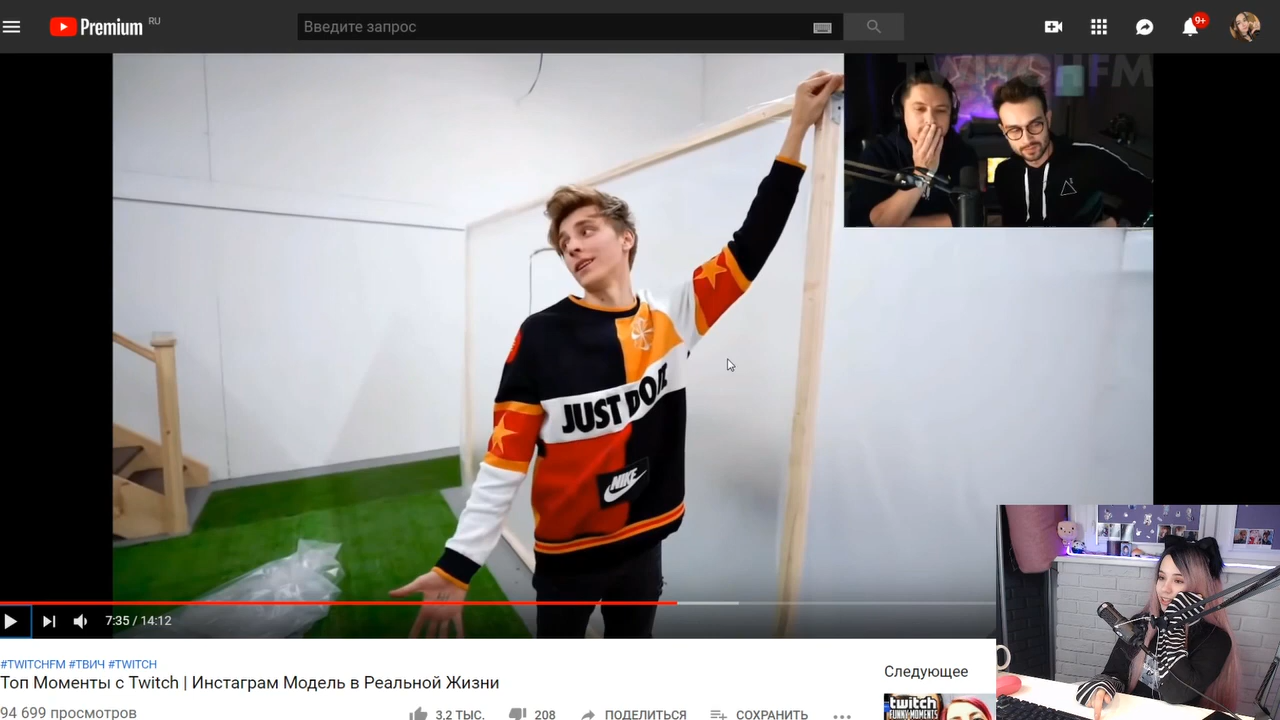 Premium RU
Введите запрос
9+
TWITCHFM
JUST DO IT
NIKE
7:35 / 14:12
#TWITCHFM #ТВИЧ #TWITCH
Топ Моменты с Twitch | Инстаграм Модель в Реальной Жизни
94 699 просмотров
3.2 ТЫС.
208
ПОДЕЛИТЬСЯ
СОХРАНИТЬ
Следующее
twitch
FUNNY MOMENTS